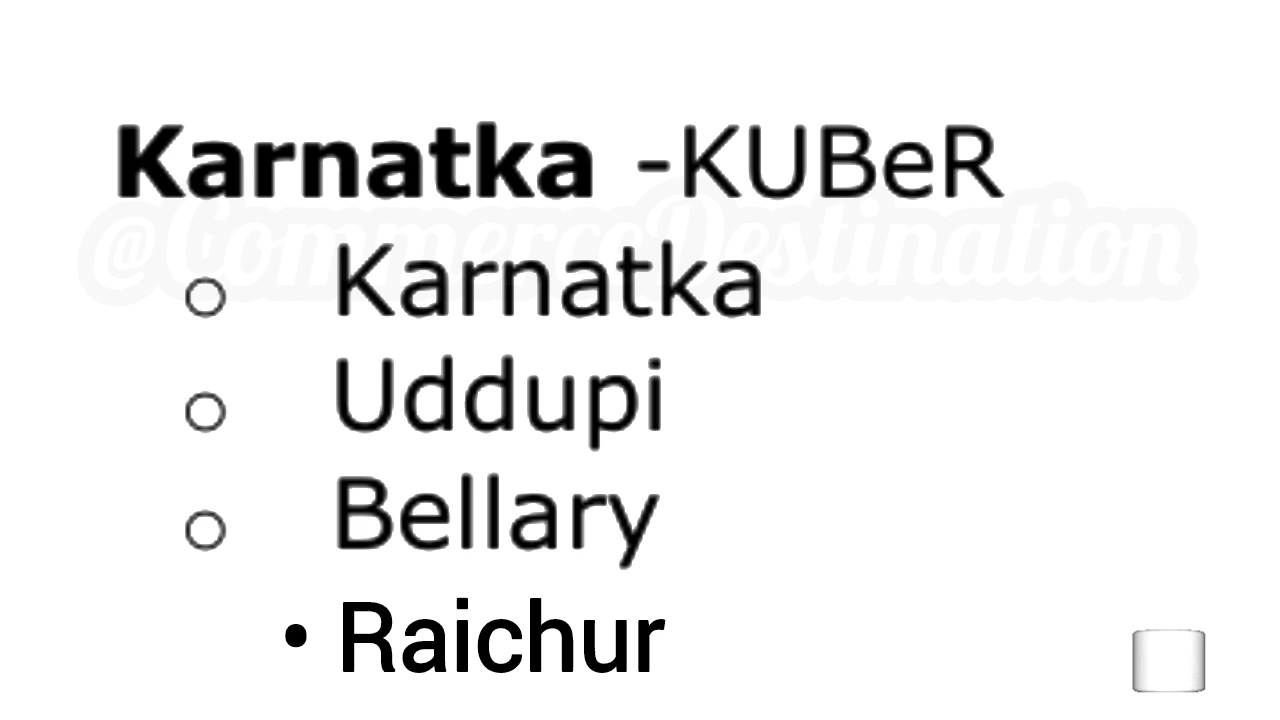 Karnatka -KUBeR
@CommerceDestination
○ Karnatka
○ Uddupi
○ Bellary
• Raichur